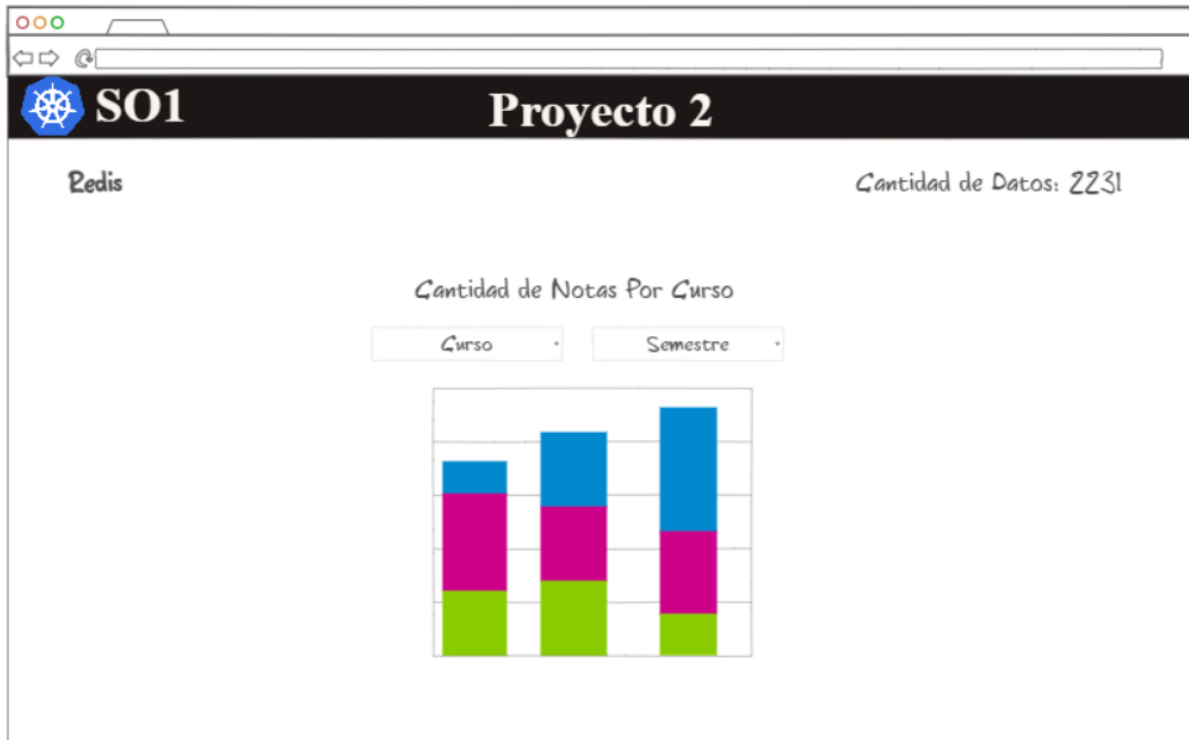 SO1 Proyecto 2
Redis Cantidad de Datos: 2231
Cantidad de Notas Por Curso
Curso Semestre